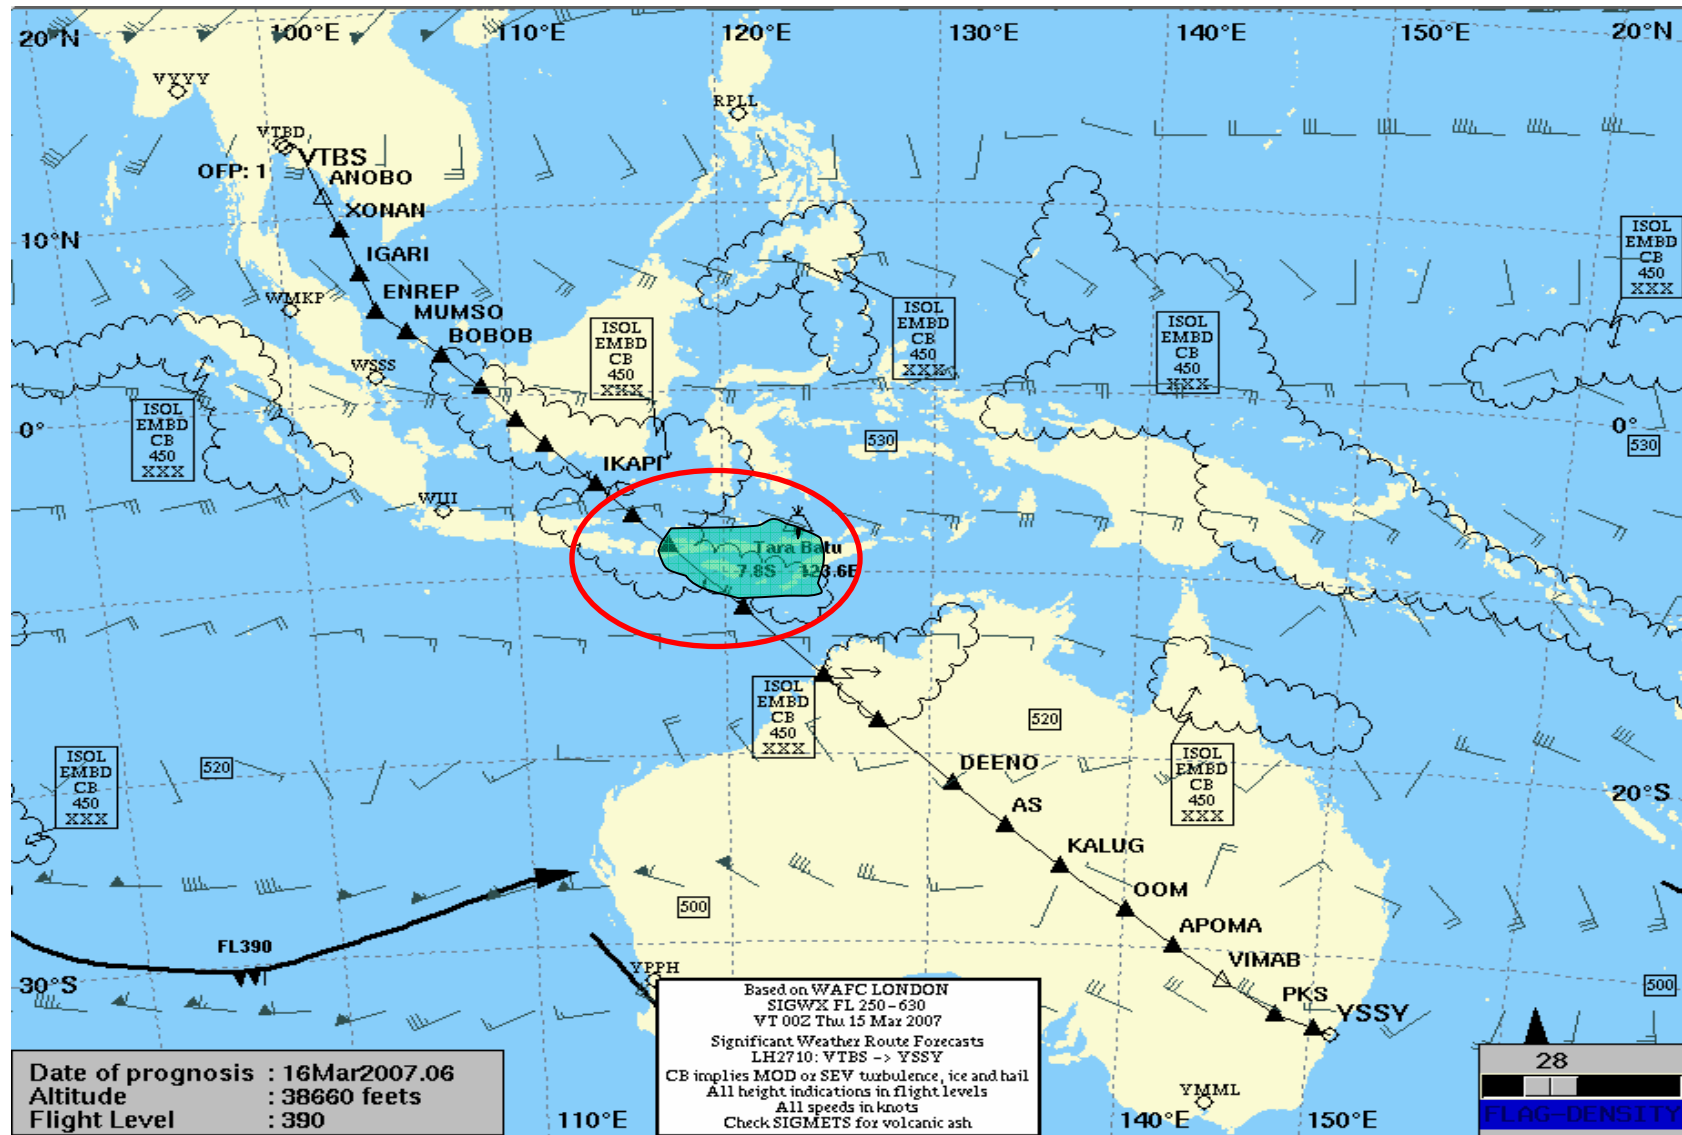 20°N
100°E
110°E
120°E
130°E
140°E
150°E
20°N
VYYY
RPLL
VTBD
VTBS
OFP: 1
ANOBO
XONAN
10°N
IGARI
ISOL
EMBD
CB
450
XXX
ENREP
WMKP
MUMSO
BOBOB
ISOL
EMBD
CB
450
XXX
ISOL
EMBD
CB
450
XXX
ISOL
EMBD
CB
450
XXX
WSSS
ISOL
EMBD
CB
450
XXX
0°
530
0°
530
IKAPI
WIII
Tara Batu
7.8S 123.6E
ISOL
EMBD
CB
450
XXX
520
520
ISOL
EMBD
CB
450
XXX
ISOL
EMBD
CB
450
XXX
DEENO
20°S
AS
KALUG
OOM
500
APOMA
FL390
VIMAB
30°S
YPPH
500
PKS
YSSY
Based on WAFC LONDON
SIGWX FL 250-630
VT 00Z Thu 15 Mar 2007
Significant Weather Route Forecasts
LH2710: VTBS -> YSSY
CB implies MOD or SEV turbulence, ice and hail
All height indications in flight levels
All speeds in knots
Check SIGMETS for volcanic ash
Date of prognosis : 16Mar2007.06
Altitude : 38660 feets
Flight Level : 390
110°E
YMML
140°E
150°E
28
FLAG-DENSITY